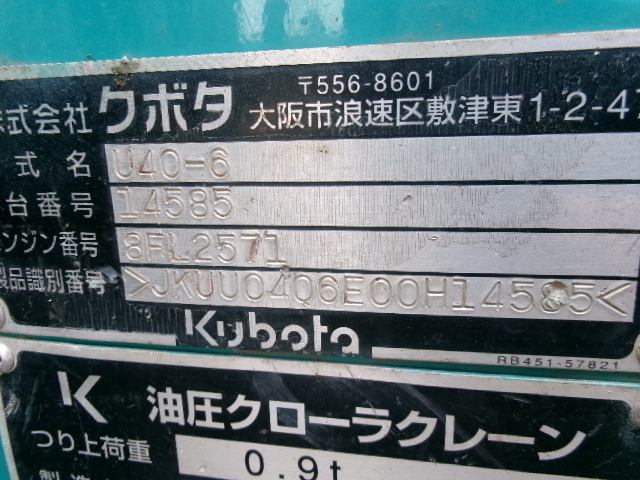 株式会社 クボタ 〒556-8601
大阪市浪速区敷津東1-2-47
式名 U40-6
台番号 14585
ンジン番号 8FL2571
製品識別番号 >JKUU0406E00H14585<
Kubota
RB451-57821
K 油圧クローラクレーン
つり上荷重 0.9t